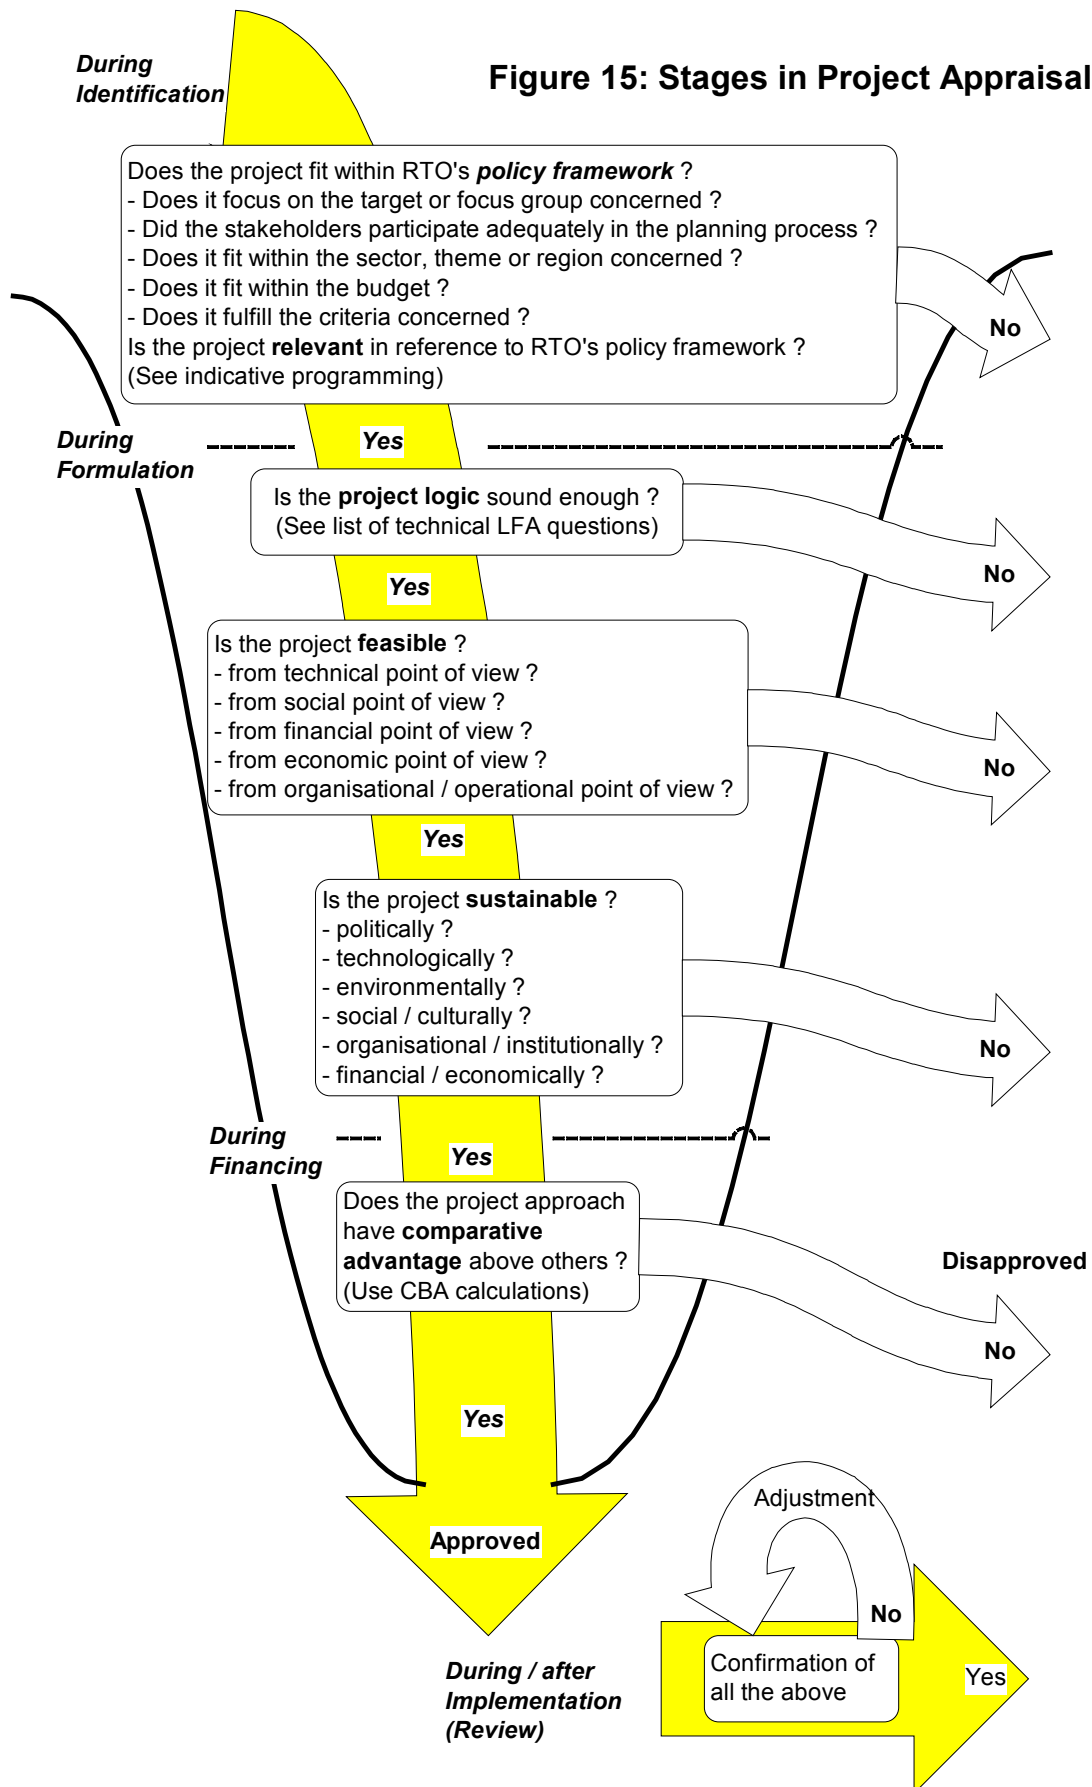 During
Identification
Figure 15: Stages in Project Appraisal
Does the project fit within RTO's policy framework ?
- Does it focus on the target or focus group concerned ?
- Did the stakeholders participate adequately in the planning process ?
- Does it fit within the sector, theme or region concerned ?
- Does it fit within the budget ?
- Does it fulfill the criteria concerned ?
Is the project relevant in reference to RTO's policy framework ?
(See indicative programming)
No
During
Formulation
Yes
Is the project logic sound enough ?
(See list of technical LFA questions)
No
Yes
Is the project feasible ?
- from technical point of view ?
- from social point of view ?
- from financial point of view ?
- from economic point of view ?
- from organisational / operational point of view ?
No
Yes
Is the project sustainable ?
- politically ?
- technologically ?
- environmentally ?
- social / culturally ?
- organisational / institutionally ?
- financial / economically ?
No
During
Financing
Yes
Does the project approach
have comparative
advantage above others ?
(Use CBA calculations)
Disapproved
No
Yes
Approved
Adjustment
No
During / after
Implementation
(Review)
Confirmation of
all the above
Yes